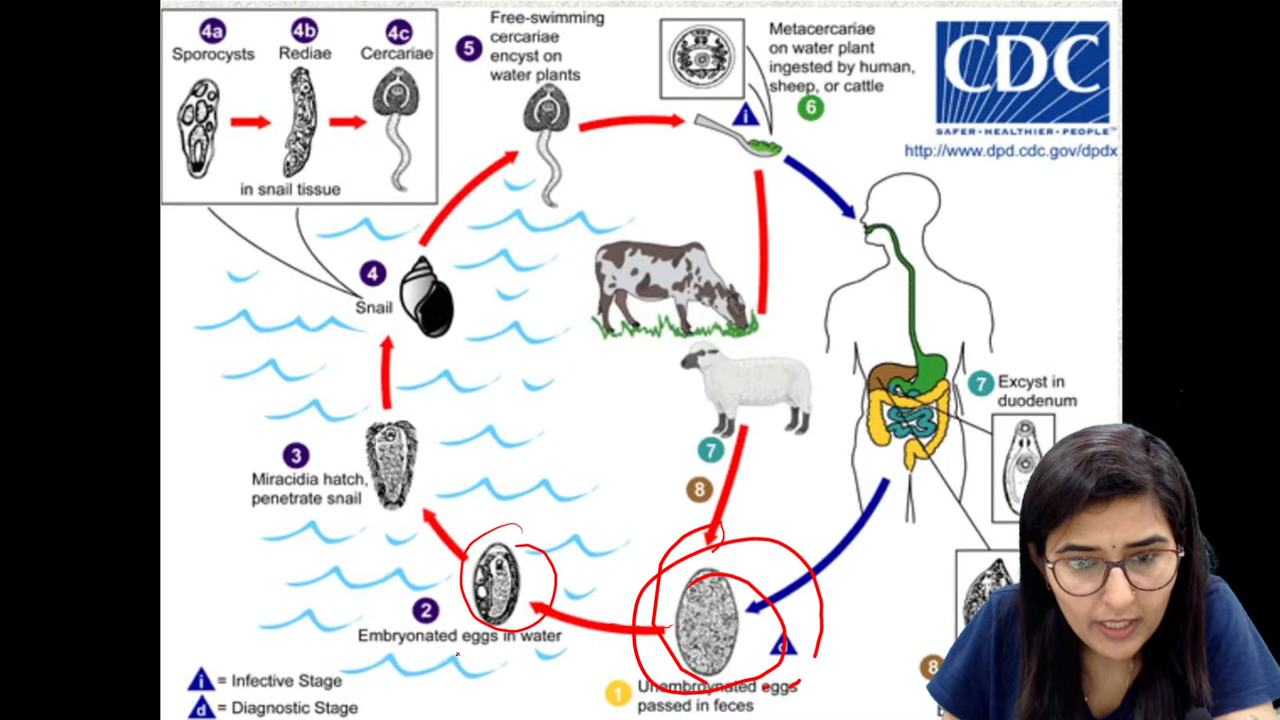 4a
Sporocysts
4b
Rediae
4c
Cercariae
in snail tissue
5
Free-swimming
cercariae
encyst on
water plants
Metacercariae
on water plant
ingested by human,
sheep, or cattle
6
i
CDC
SAFER•HEALTHIER•PEOPLE™
http://www.dpd.cdc.gov/dpdx
4
Snail
7
Excyst in
duodenum
3
Miracidia hatch,
penetrate snail
7
8
2
Embryonated eggs in water
d
1
Unembroynated eggs
passed in feces
8
i = Infective Stage
d = Diagnostic Stage